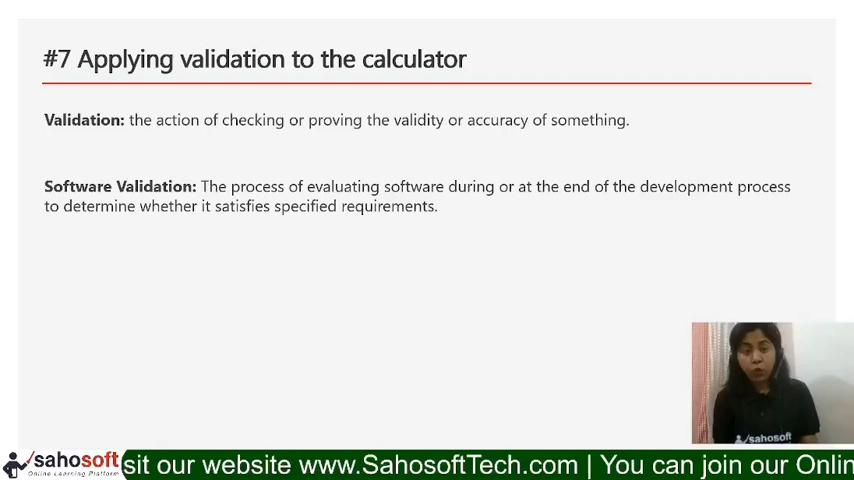 #7 Applying validation to the calculator
Validation: the action of checking or proving the validity or accuracy of something.
Software Validation: The process of evaluating software during or at the end of the development process
to determine whether it satisfies specified requirements.
sahosoft
sahosoft
Online Learning Platform
sit our website www.SahosoftTech.com | You can join our Onlin